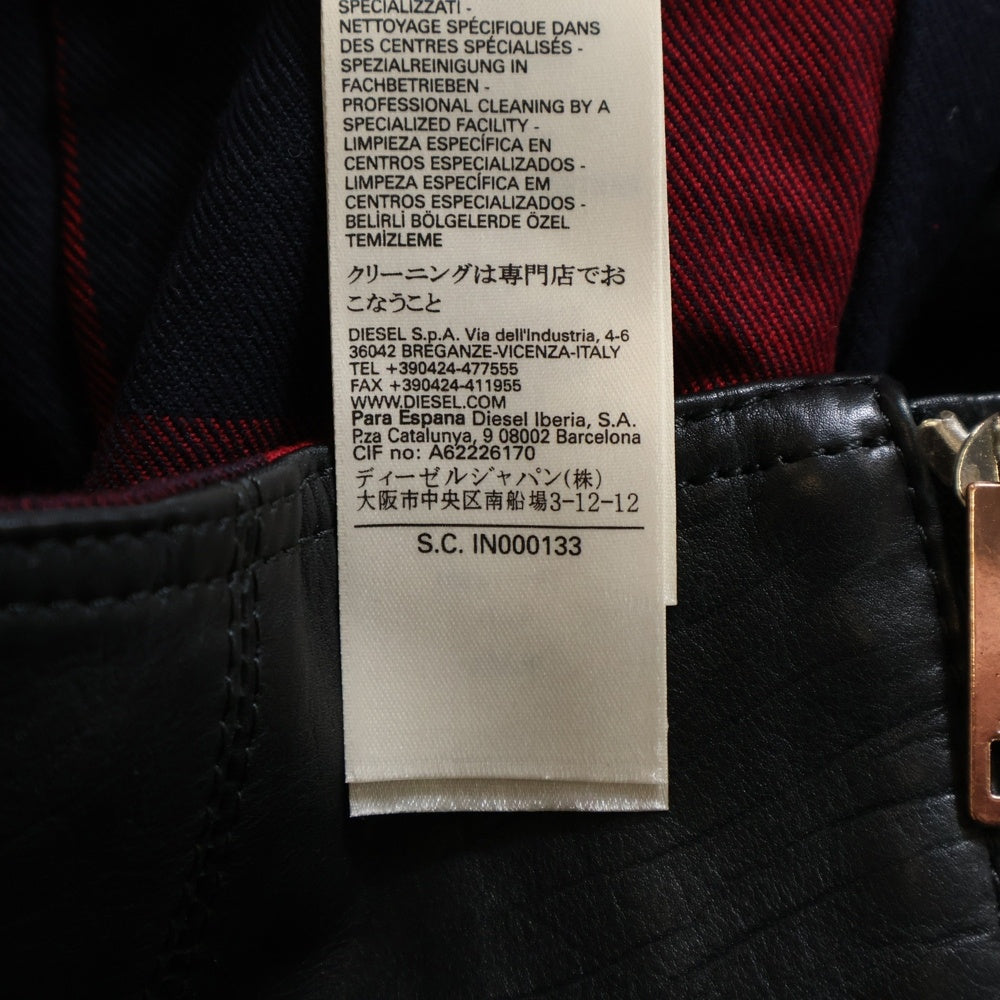 SPECIALIZZATI -
NETTOYAGE SPÉCIFIQUE DANS
DES CENTRES SPÉCIALISÉS -
SPEZIALREINIGUNG IN
FACHBETRIEBEN -
PROFESSIONAL CLEANING BY A
SPECIALIZED FACILITY -
LIMPIEZA ESPECÍFICA EN
CENTROS ESPECIALIZADOS -
LIMPEZA ESPECÍFICA EM
CENTROS ESPECIALIZADOS -
BELIRLI BÖLGELERDE ÖZEL
TEMİZLEME
クリーニングは専門店でお
こなうこと
DIESEL S.p.A. Via dell'Industria, 4-6
36042 BREGANZE-VICENZA-ITALY
TEL +390424-477555
FAX +390424-411955
WWW.DIESEL.COM
Para Espana Diesel Iberia, S.A.
P.za Catalunya, 9 08002 Barcelona
CIF no: A62226170
ディーゼルジャパン(株)
大阪市中央区南船場3-12-12
S.C. IN000133